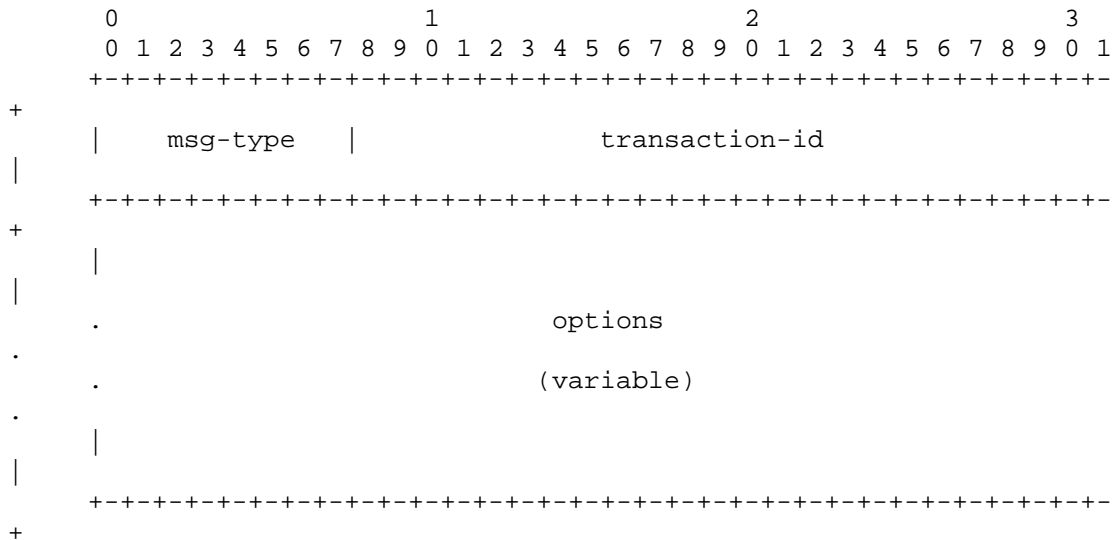 0                   1                   2                   3
0 1 2 3 4 5 6 7 8 9 0 1 2 3 4 5 6 7 8 9 0 1 2 3 4 5 6 7 8 9 0 1
+-+-+-+-+-+-+-+-+-+-+-+-+-+-+-+-+-+-+-+-+-+-+-+-+-+-+-+-+-+-+-+-
+
|    msg-type   |               transaction-id
|
+-+-+-+-+-+-+-+-+-+-+-+-+-+-+-+-+-+-+-+-+-+-+-+-+-+-+-+-+-+-+-+-
+
|
|
.                            options
.
.                           (variable)
.
|
|
+-+-+-+-+-+-+-+-+-+-+-+-+-+-+-+-+-+-+-+-+-+-+-+-+-+-+-+-+-+-+-+-
+